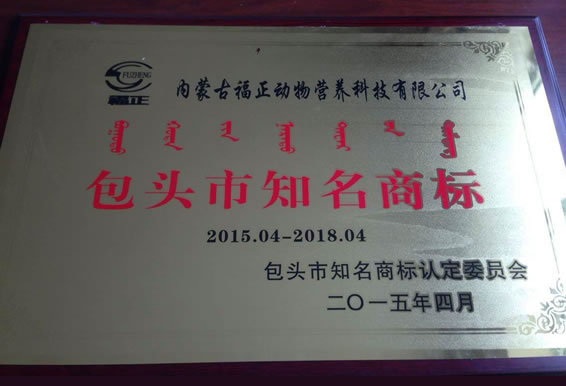 FUZHENG
福正
内蒙古福正动物营养科技有限公司
包头市知名商标
2015.04-2018.04
包头市知名商标认定委员会
二〇一五年四月